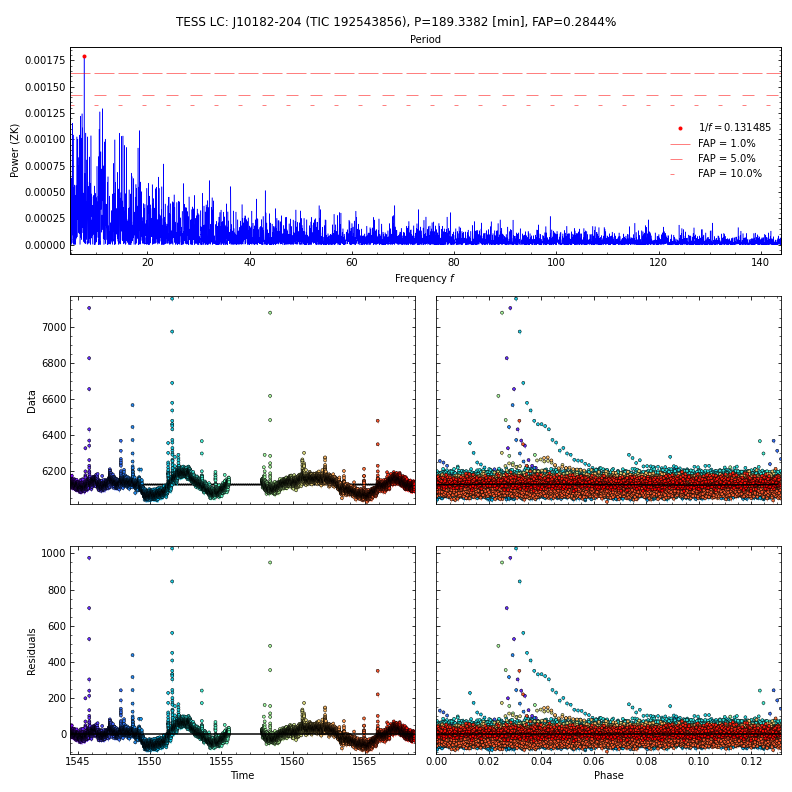 TESS LC: J10182-204 (TIC 192543856), P=189.3382 [min], FAP=0.2844%
Period
Power (ZK)
0.00175
0.00150
0.00125
0.00100
0.00075
0.00050
0.00025
0.00000
1/f = 0.131485
FAP = 1.0%
FAP = 5.0%
FAP = 10.0%
20 40 60 80 100 120 140
Frequency f
Data
7000
6800
6600
6400
6200
Residuals
1000
800
600
400
200
0
1545 1550 1555 1560 1565
Time
0.00 0.02 0.04 0.06 0.08 0.10 0.12
Phase